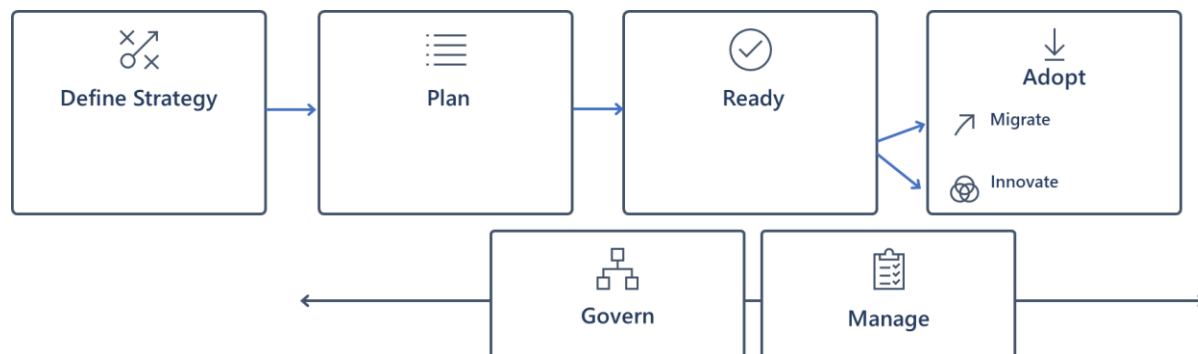 Define Strategy
Plan
Ready
Adopt
Migrate
Innovate
Govern
Manage